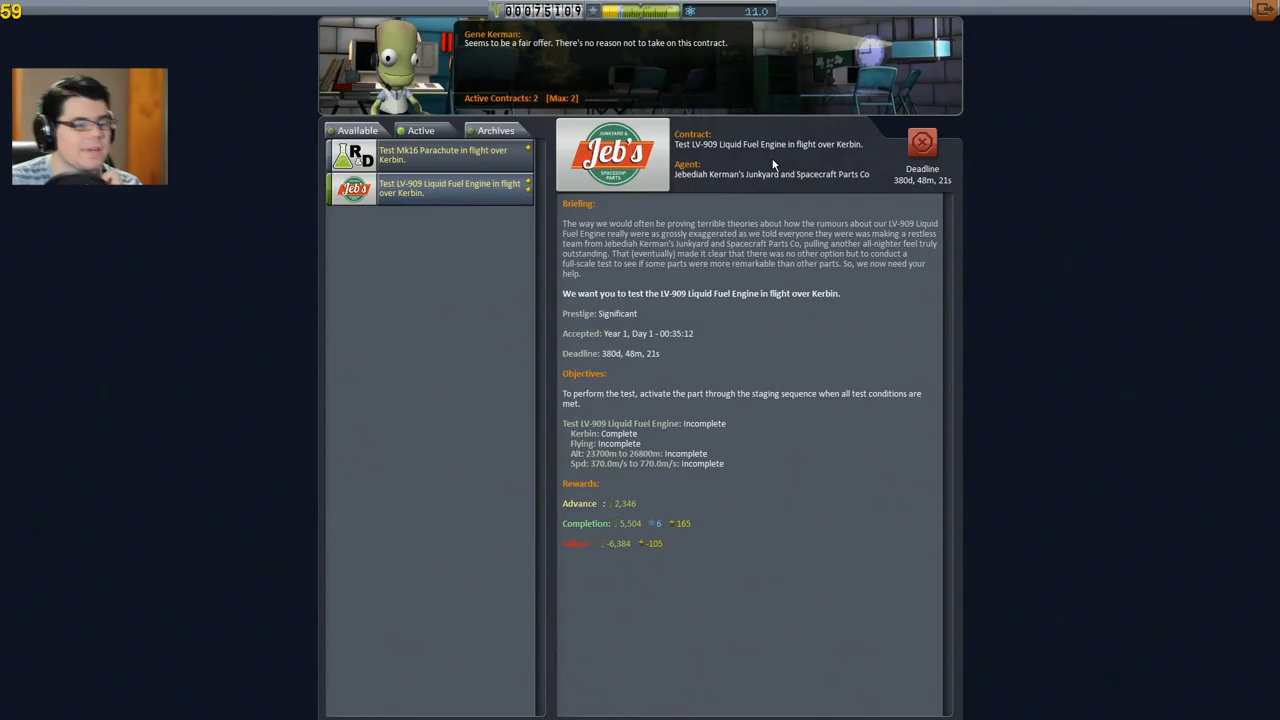 59
00075109
11.0
Gene Kerman:
Seems to be a fair offer. There's no reason not to take on this contract.
Active Contracts: 2 [Max: 2]
Available
Active
Archives
Test Mk16 Parachute in flight over
Kerbin.
R&D
Test LV-909 Liquid Fuel Engine in flight
over Kerbin.
Jeb's
JUNKYARD &
Jeb's
SPACESHIP
PARTS
Contract:
Test LV-909 Liquid Fuel Engine in flight over Kerbin.
Agent:
Jebediah Kerman's Junkyard and Spacecraft Parts Co
Deadline
380d, 48m, 21s
Briefing:
The way we would often be proving terrible theories about how the rumours about our LV-909 Liquid
Fuel Engine really were as grossly exaggerated as we told everyone they were was making a restless
team from Jebediah Kerman's Junkyard and Spacecraft Parts Co, pulling another all-nighter feel truly
outstanding. That (eventually) made it clear that there was no other option but to conduct a
full-scale test to see if some parts were more remarkable than other parts. So, we now need your
help.
We want you to test the LV-909 Liquid Fuel Engine in flight over Kerbin.
Prestige: Significant
Accepted: Year 1, Day 1 - 00:35:12
Deadline: 380d, 48m, 21s
Objectives:
To perform the test, activate the part through the staging sequence when all test conditions are
met.
Test LV-909 Liquid Fuel Engine: Incomplete
Kerbin: Complete
Flying: Incomplete
Alt: 23700m to 26800m: Incomplete
Spd: 370.0m/s to 770.0m/s: Incomplete
Rewards:
Advance : 2,346
Completion: 5,504 6 165
Failure: -6,384 -105